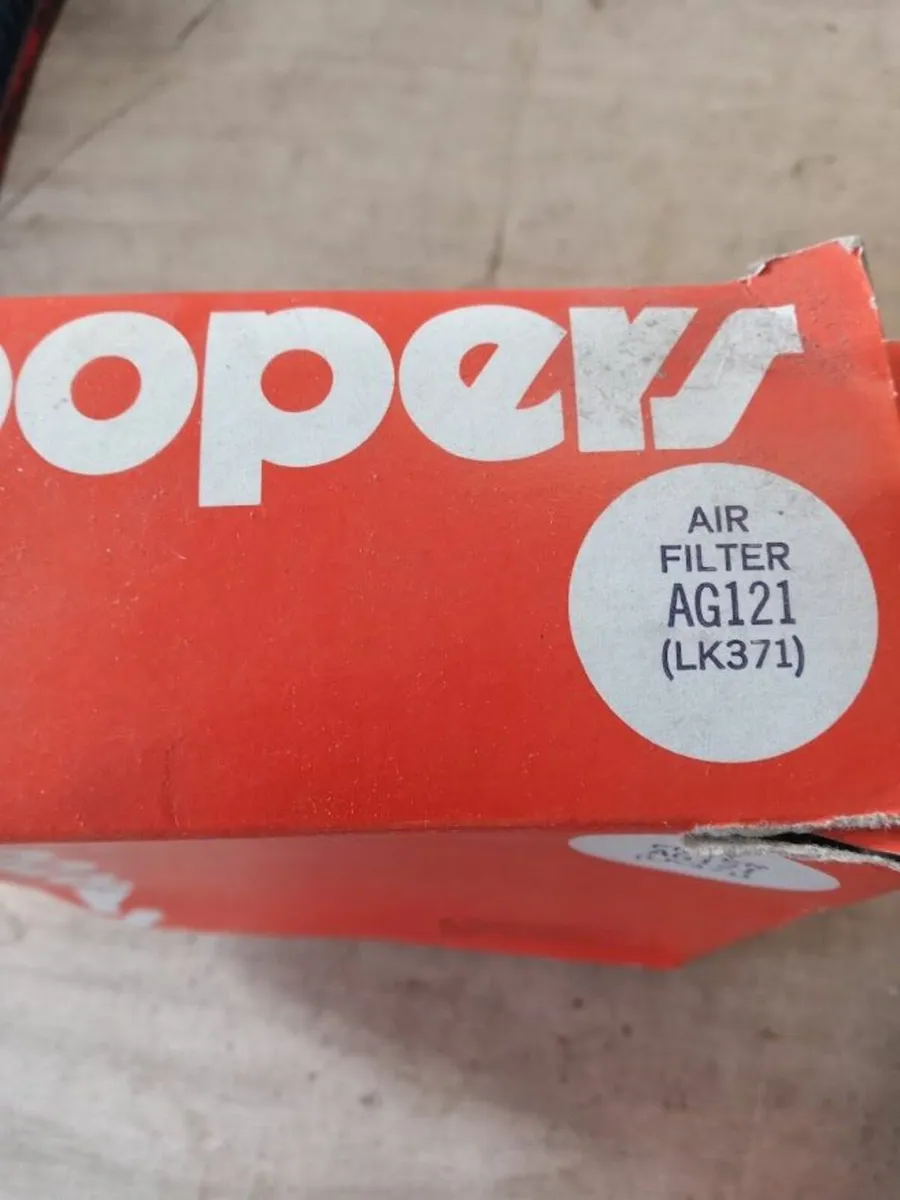 oopers
AIR
FILTER
AG121
(LK371)